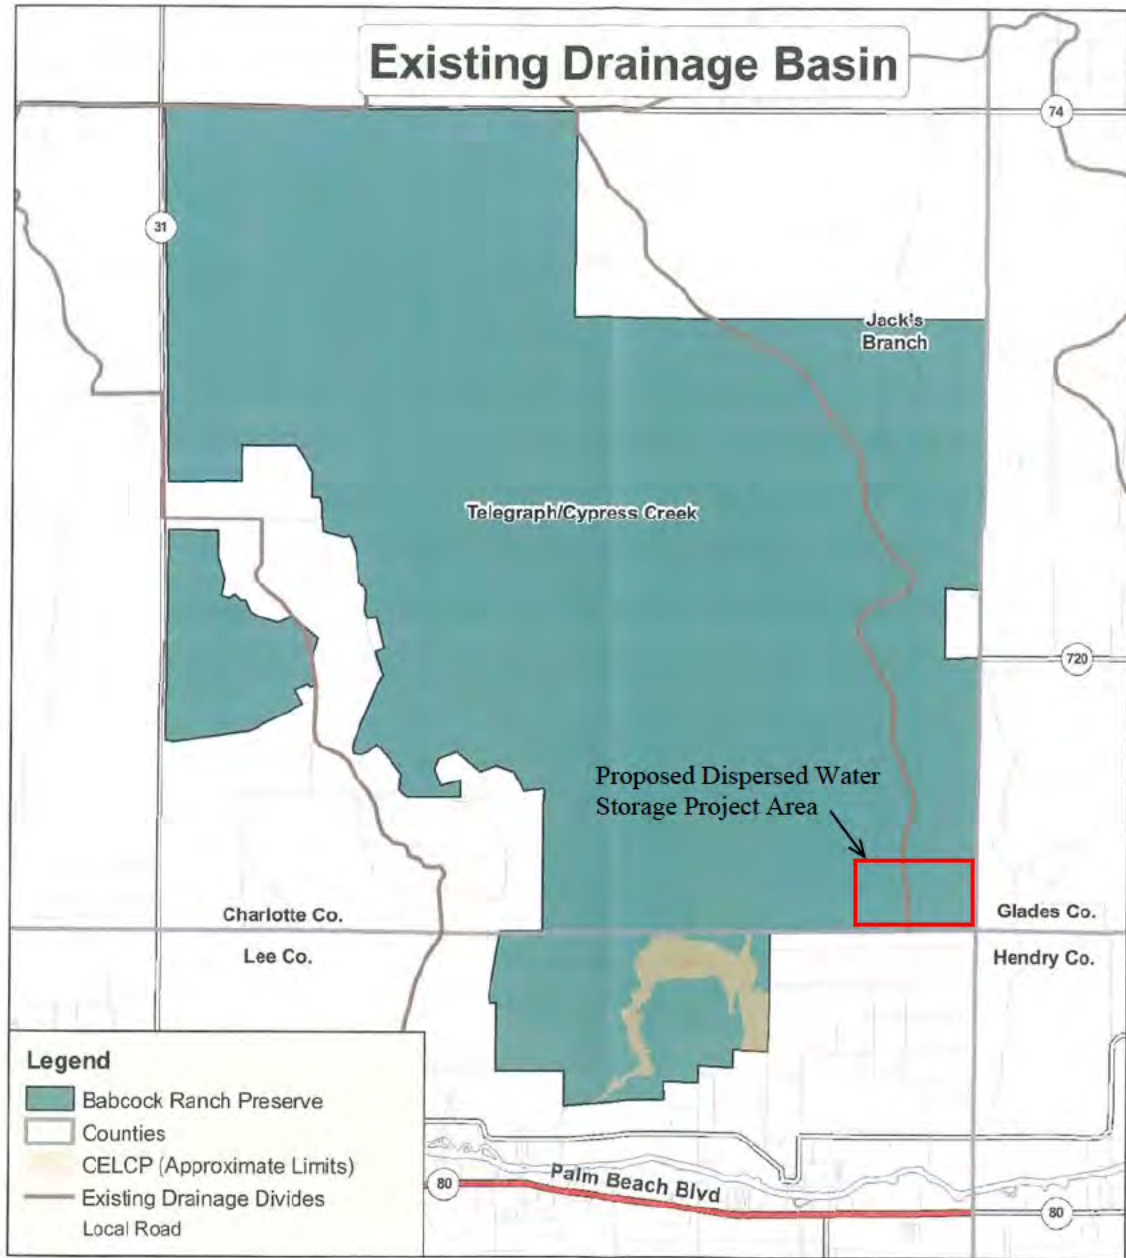 Existing Drainage Basin
74
31
Jack's
Branch
Telegraph/Cypress Creek
720
Proposed Dispersed Water
Storage Project Area
Charlotte Co.
Glades Co.
Lee Co.
Hendry Co.
Legend
Babcock Ranch Preserve
Counties
CELCP (Approximate Limits)
Existing Drainage Divides
Local Road
80
Palm Beach Blvd
80